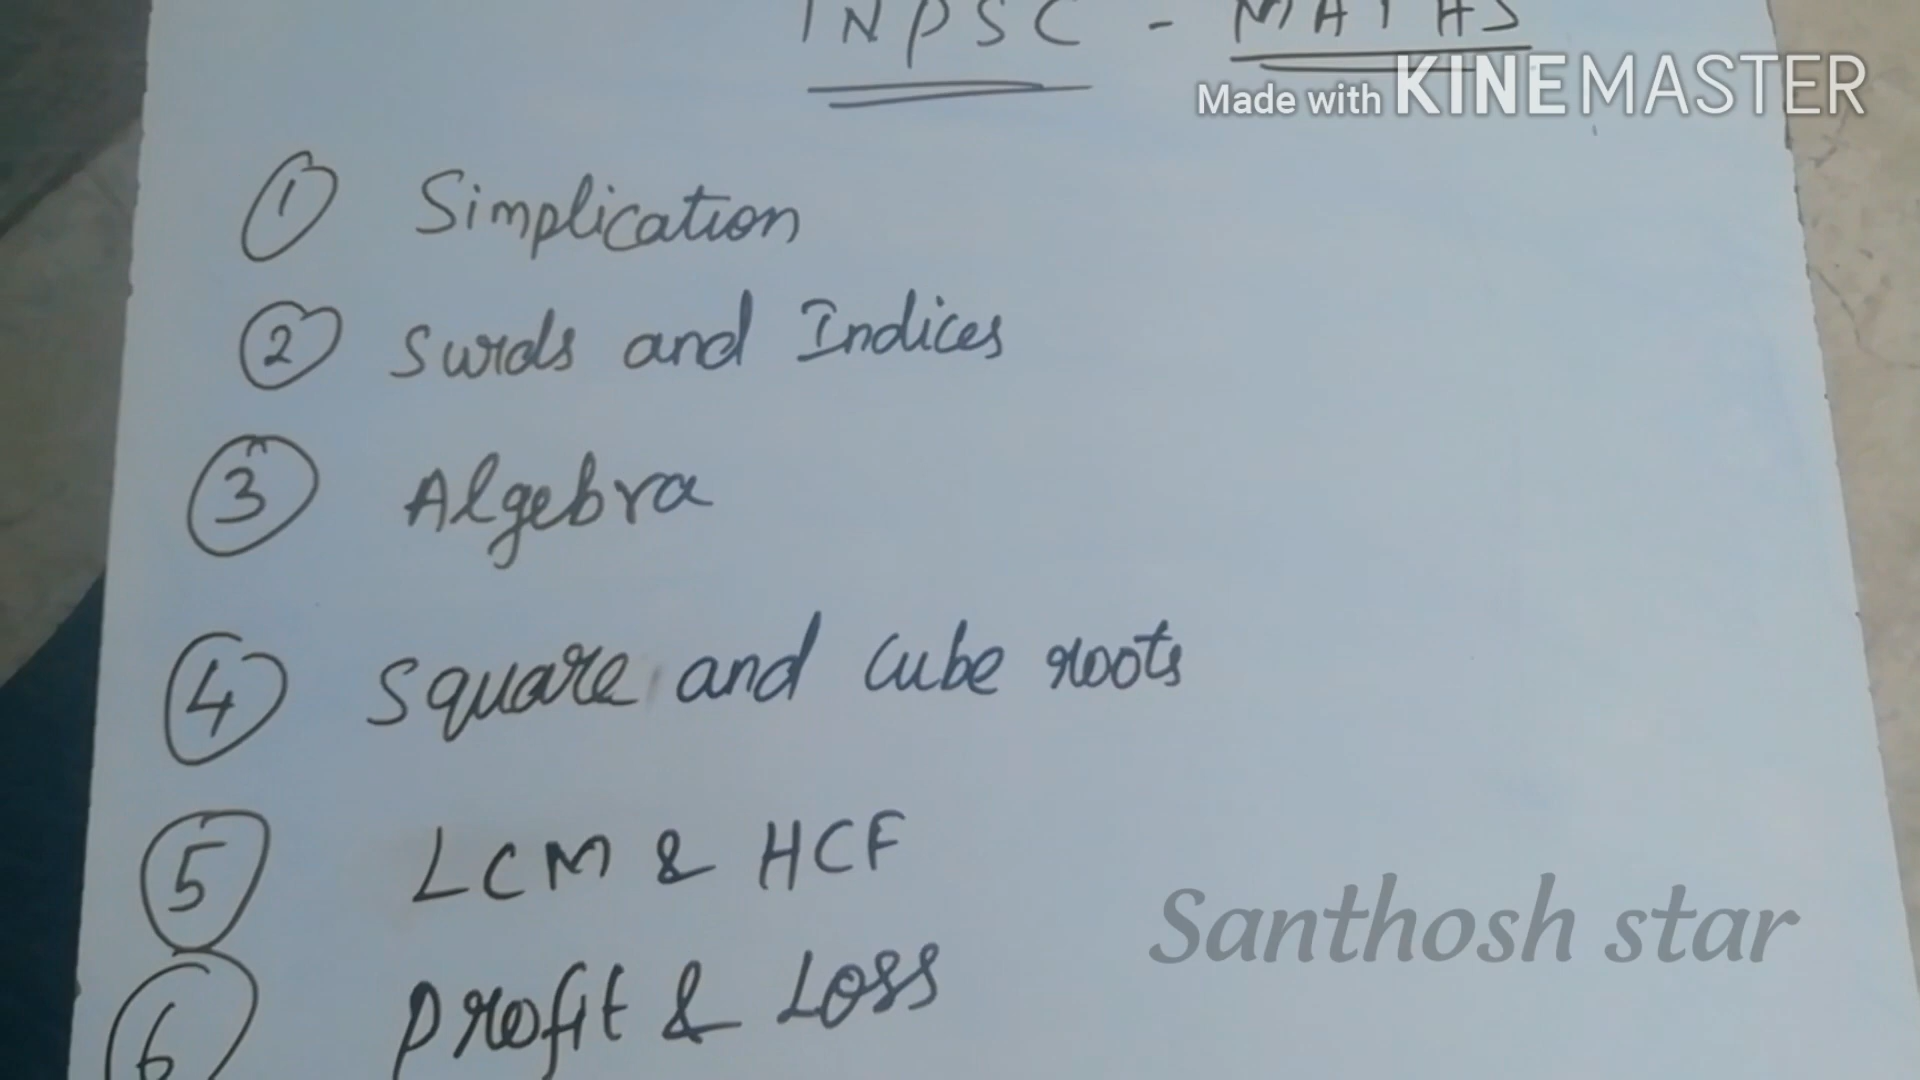 TNPSC - MATHS
Made with KINEMASTER
1 Simplication
2 Surds and Indices
3 Algebra
4 Square and Cube roots
5 LCM & HCF
6 Profit & Loss
Santhosh star